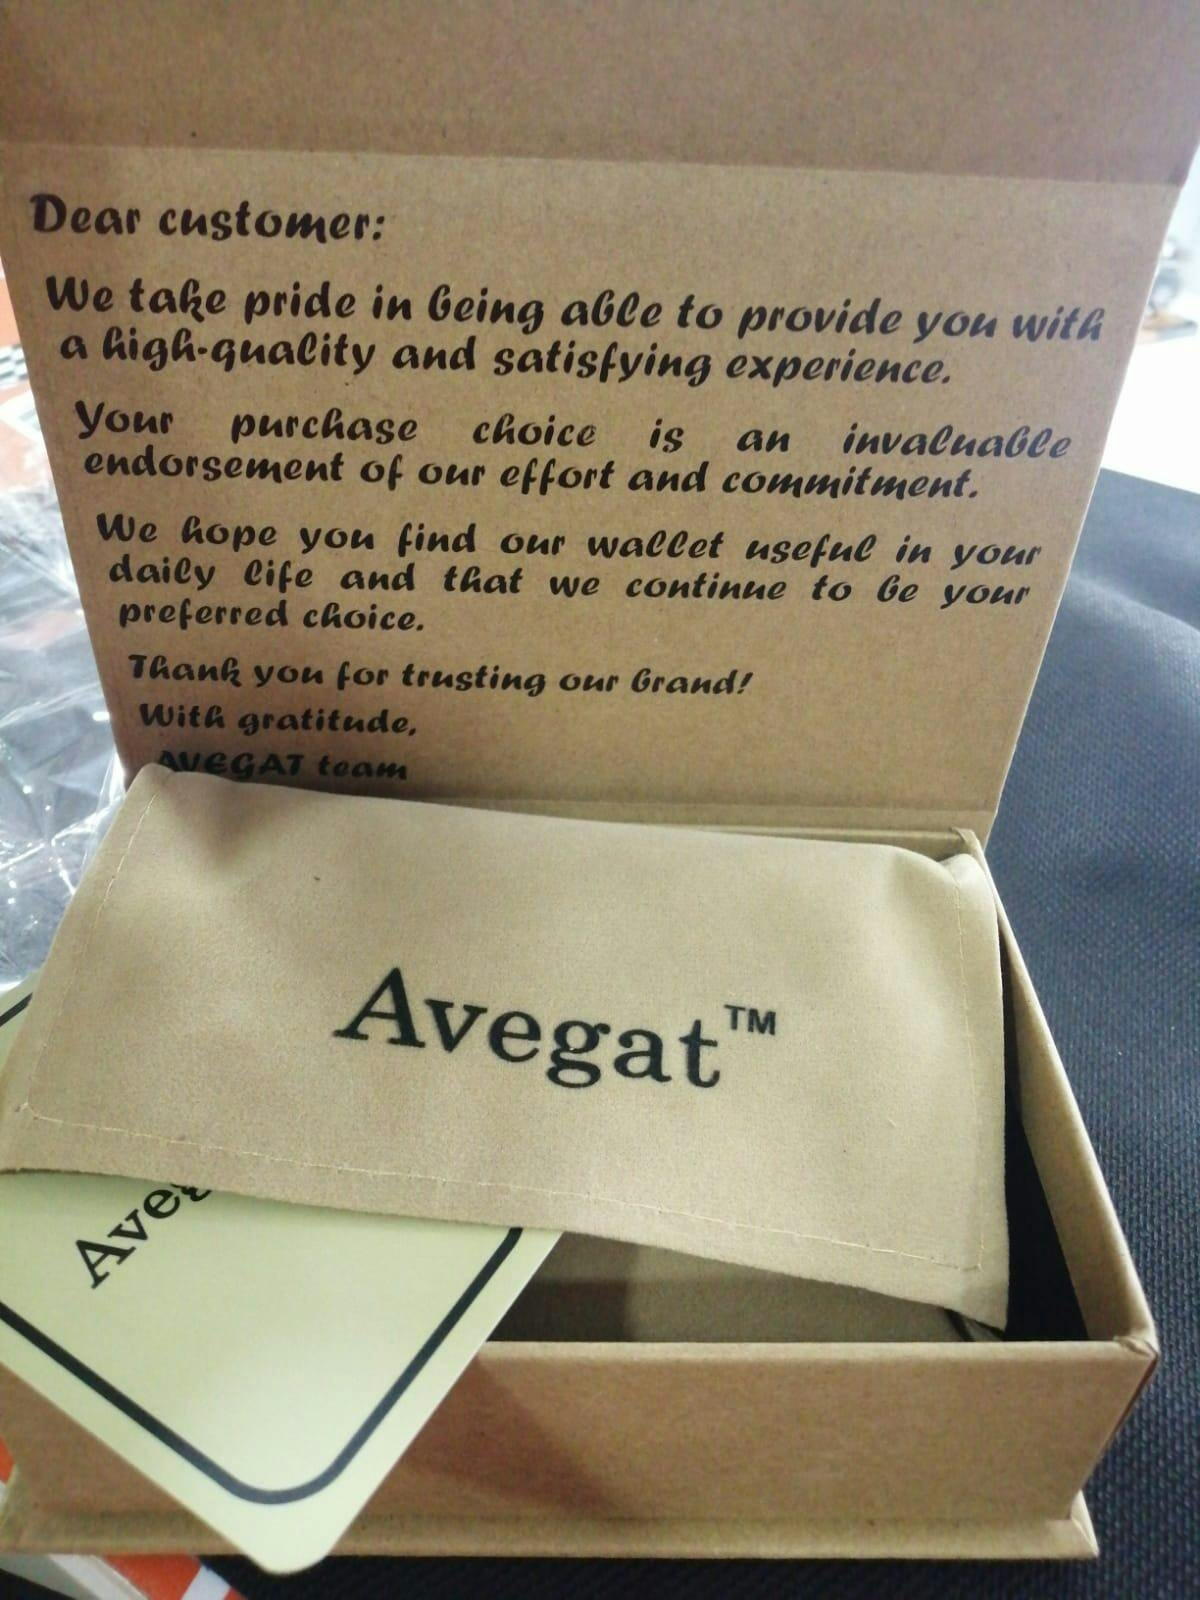 Dear customer:
We take pride in being able to provide you with
a high-quality and satisfying experience.
Your purchase choice is an invaluable
endorsement of our effort and commitment.
We hope you find our wallet useful in your
daily life and that we continue to be your
preferred choice.
Thank you for trusting our brand!
With gratitude,
AVEGAT team
Avegat™
Aveg